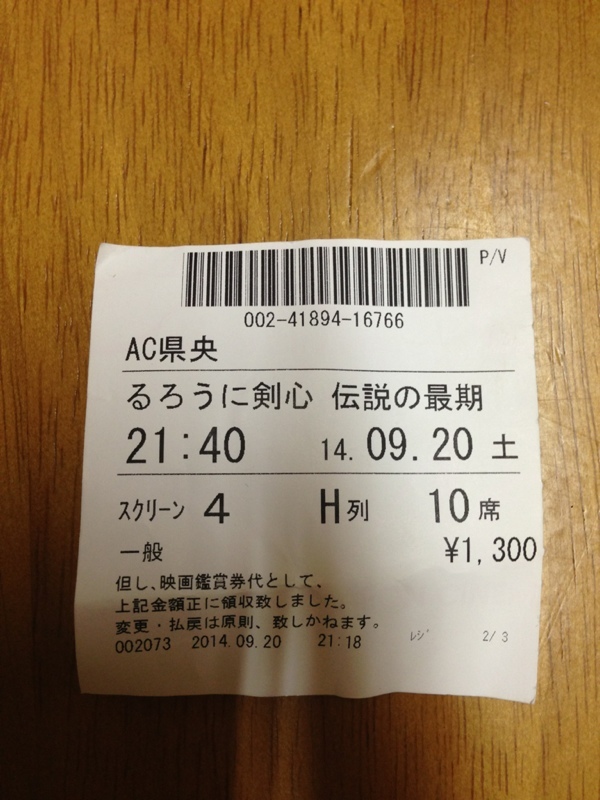 P/V
002-41894-16766
AC県央
るろうに剣心 伝説の最期
21:40 14.09.20 土
スクリーン 4 H列 10席
一般 ¥1,300
但し、映画鑑賞券代として、
上記金額正に領収致しました。
変更・払戻は原則、致しかねます。
002073 2014.09.20 21:18 レジ 2/ 3